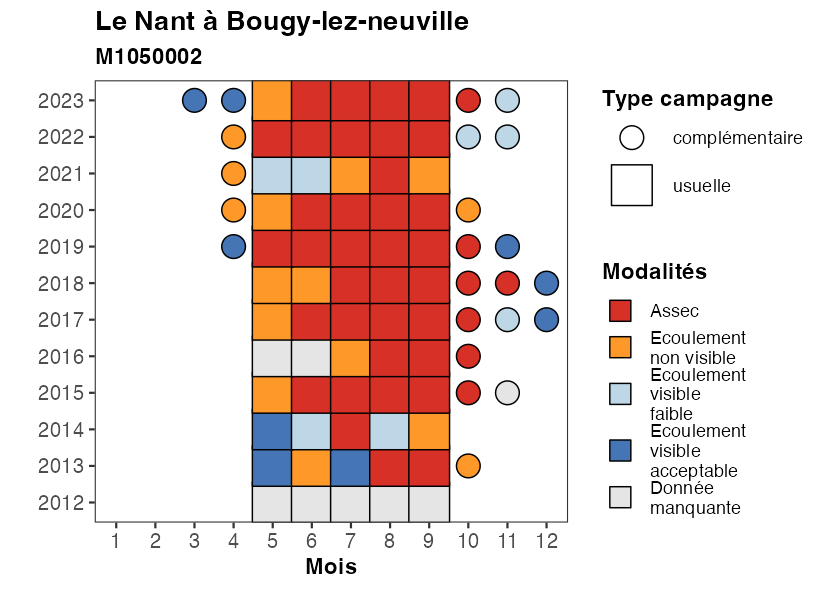 Le Nant à Bougy-lez-neuville
M1050002
2023
2022
2021
2020
2019
2018
2017
2016
2015
2014
2013
2012
1 2 3 4 5 6 7 8 9 10 11 12
Mois
Type campagne
complémentaire
usuelle
Modalités
Assec
Ecoulement
non visible
Ecoulement
visible
faible
Ecoulement
visible
acceptable
Donnée
manquante